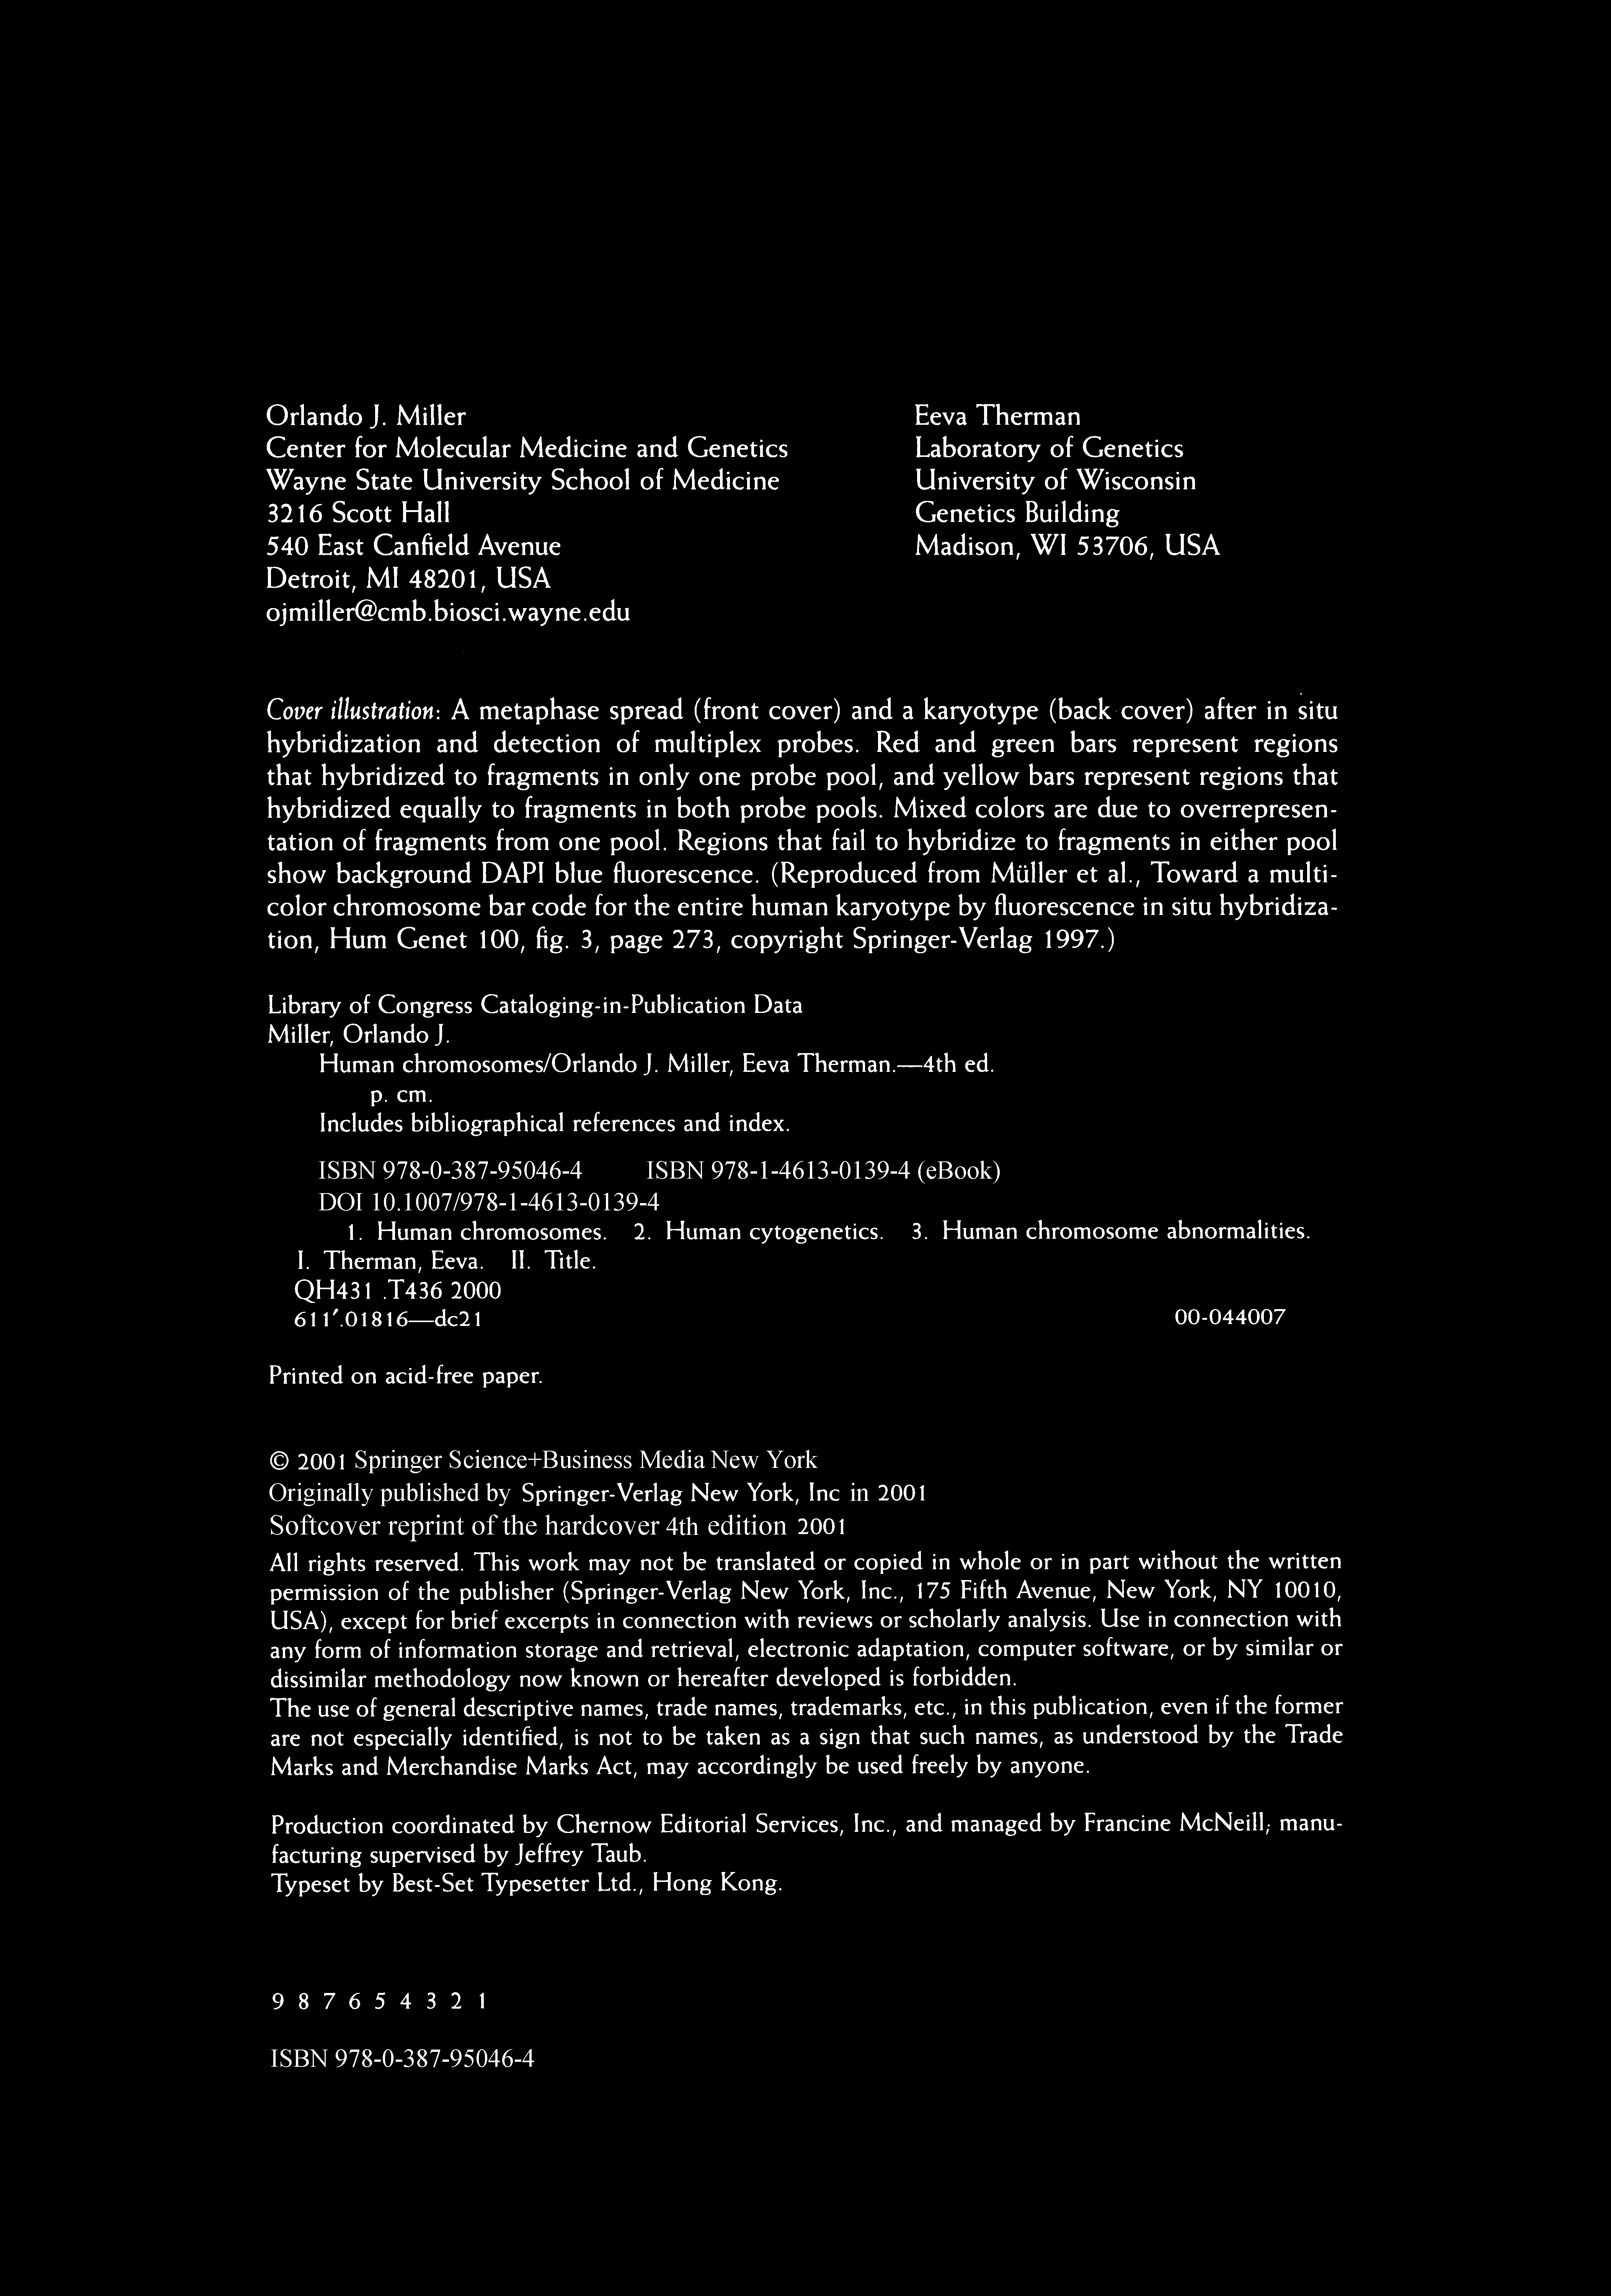 Orlando J. Miller
Center for Molecular Medicine and Genetics
Wayne State University School of Medicine
3216 Scott Hall
540 East Canfield Avenue
Detroit, MI 48201, USA
ojmiller@cmb.biosci.wayne.edu
Eeva Therman
Laboratory of Genetics
University of Wisconsin
Genetics Building
Madison, WI 53706, USA
Cover illustration: A metaphase spread (front cover) and a karyotype (back cover) after in situ
hybridization and detection of multiplex probes. Red and green bars represent regions
that hybridized to fragments in only one probe pool, and yellow bars represent regions that
hybridized equally to fragments in both probe pools. Mixed colors are due to overrepresen-
tation of fragments from one pool. Regions that fail to hybridize to fragments in either pool
show background DAPI blue fluorescence. (Reproduced from Müller et al., Toward a multi-
color chromosome bar code for the entire human karyotype by fluorescence in situ hybridiza-
tion, Hum Genet 100, fig. 3, page 273, copyright Springer-Verlag 1997.)
Library of Congress Cataloging-in-Publication Data
Miller, Orlando J.
Human chromosomes/Orlando J. Miller, Eeva Therman.—4th ed.
p. cm.
Includes bibliographical references and index.
ISBN 978-0-387-95046-4 ISBN 978-1-4613-0139-4 (eBook)
DOI 10.1007/978-1-4613-0139-4
1. Human chromosomes. 2. Human cytogenetics. 3. Human chromosome abnormalities.
I. Therman, Eeva. II. Title.
QH431 .T436 2000
611′.01816—dc21 00-044007
Printed on acid-free paper.
© 2001 Springer Science+Business Media New York
Originally published by Springer-Verlag New York, Inc in 2001
Softcover reprint of the hardcover 4th edition 2001
All rights reserved. This work may not be translated or copied in whole or in part without the written
permission of the publisher (Springer-Verlag New York, Inc., 175 Fifth Avenue, New York, NY 10010,
USA), except for brief excerpts in connection with reviews or scholarly analysis. Use in connection with
any form of information storage and retrieval, electronic adaptation, computer software, or by similar or
dissimilar methodology now known or hereafter developed is forbidden.
The use of general descriptive names, trade names, trademarks, etc., in this publication, even if the former
are not especially identified, is not to be taken as a sign that such names, as understood by the Trade
Marks and Merchandise Marks Act, may accordingly be used freely by anyone.
Production coordinated by Chernow Editorial Services, Inc., and managed by Francine McNeill; manu-
facturing supervised by Jeffrey Taub.
Typeset by Best-Set Typesetter Ltd., Hong Kong.
9 8 7 6 5 4 3 2 1
ISBN 978-0-387-95046-4